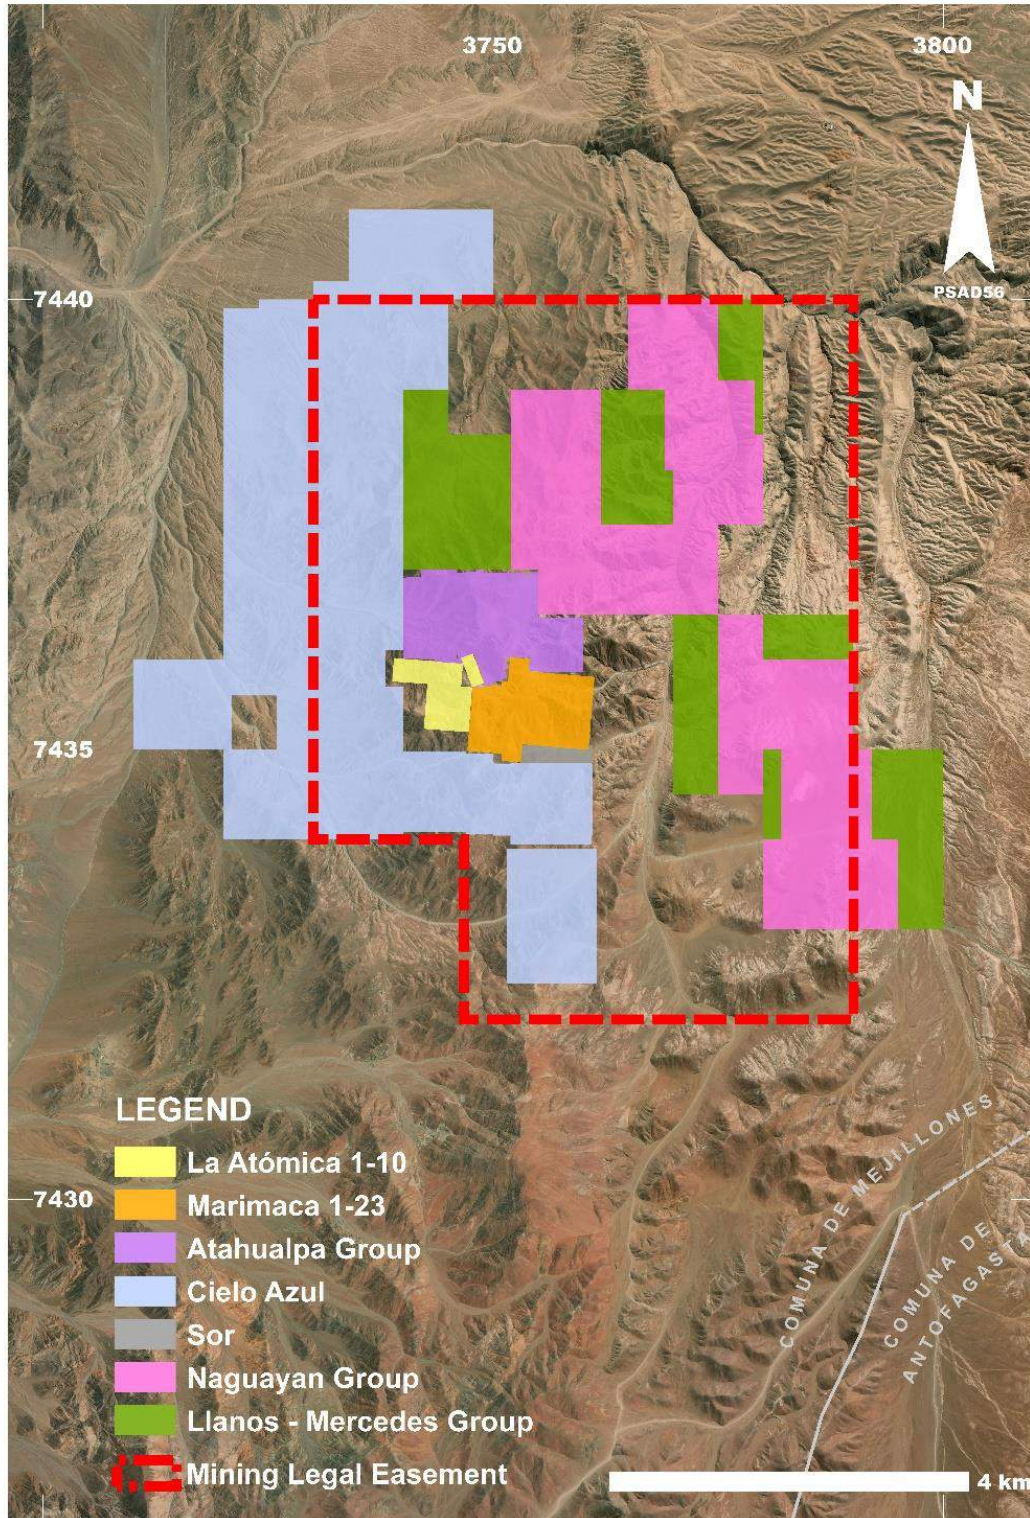 3750
3800
N
7440
PSAD56
7435
LEGEND
La Atómica 1-10
7430
Marimaca 1-23
Atahualpa Group
Cielo Azul
Sor
Naguayan Group
Llanos - Mercedes Group
Mining Legal Easement
COMUNA DE MEJILLONES
COMUNA DE
ANTOFAGASTA
4 km